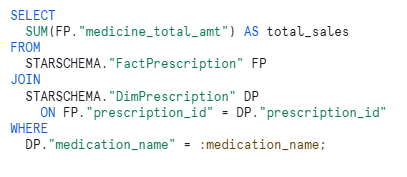 SELECT
  SUM(FP."medicine_total_amt") AS total_sales
FROM
  STARSCHEMA."FactPrescription" FP
JOIN
  STARSCHEMA."DimPrescription" DP
    ON FP."prescription_id" = DP."prescription_id"
WHERE
  DP."medication_name" = :medication_name;